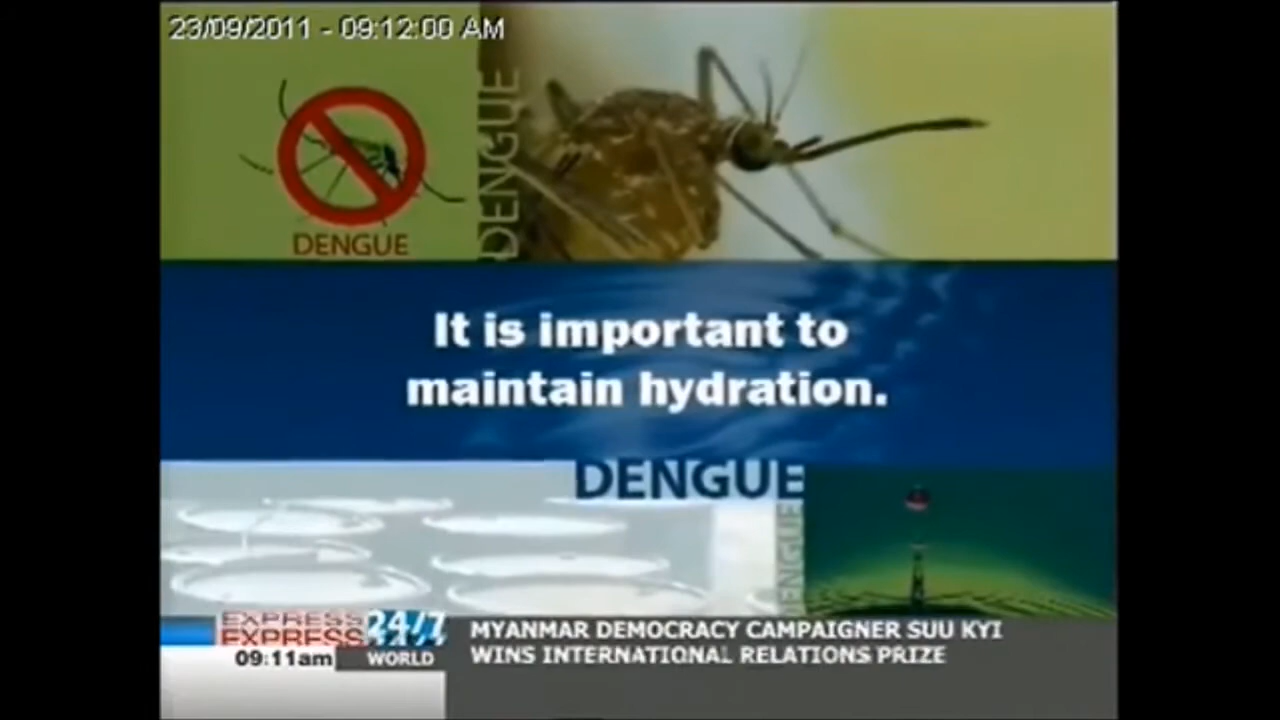 23/09/2011 - 09:12:00 AM
DENGUE
DENGUE
It is important to
maintain hydration.
DENGUE
DENGUE
EXPRESS
EXPRESS 24/7
09:11am WORLD
MYANMAR DEMOCRACY CAMPAIGNER SUU KYI
WINS INTERNATIONAL RELATIONS PRIZE